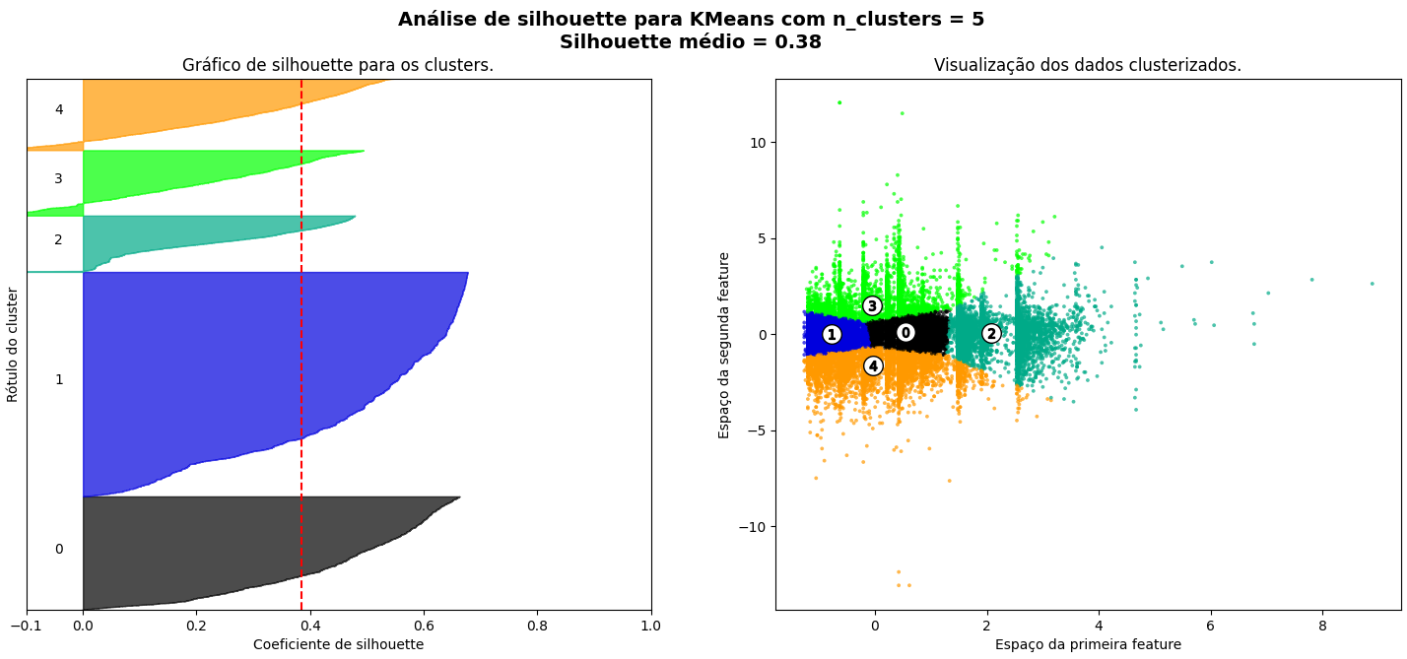 Análise de silhouette para KMeans com n_clusters = 5
Silhouette médio = 0.38
Gráfico de silhouette para os clusters.
4
3
2
1
0
Rótulo do cluster
−0.1 0.0 0.2 0.4 0.6 0.8 1.0
Coeficiente de silhouette
Visualização dos dados clusterizados.
10
5
0
−5
−10
Espaço da segunda feature
3
1 0 2
4
0 2 4 6 8
Espaço da primeira feature